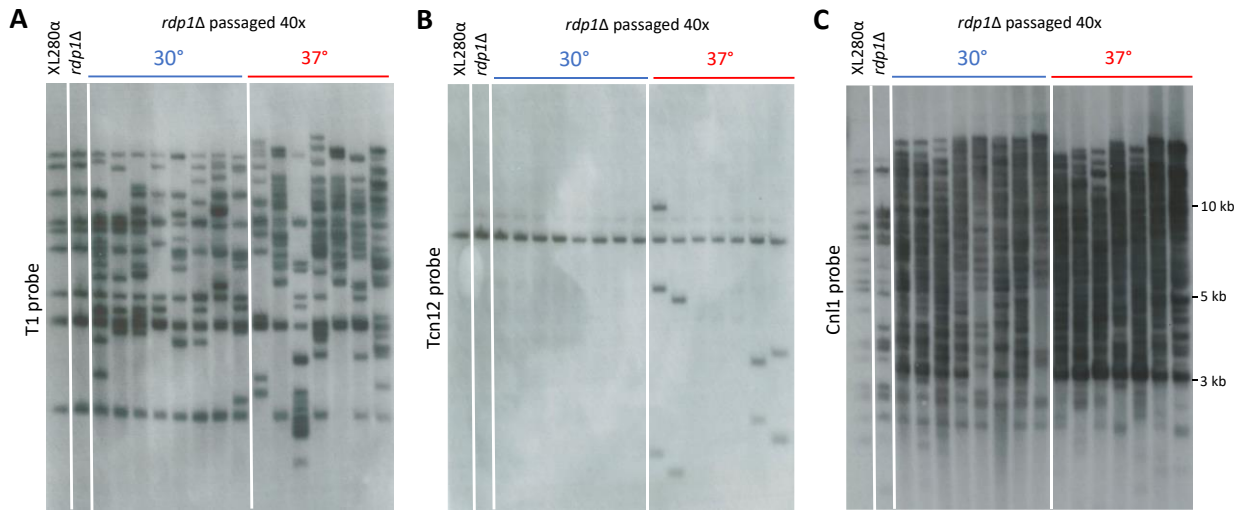 A
rdp1Δ passaged 40x
XL280α
rdp1Δ
30°
37°
T1 probe
B
rdp1Δ passaged 40x
XL280α
rdp1Δ
30°
37°
Tcn12 probe
C
rdp1Δ passaged 40x
XL280α
rdp1Δ
30°
37°
Cnl1 probe
10 kb
5 kb
3 kb